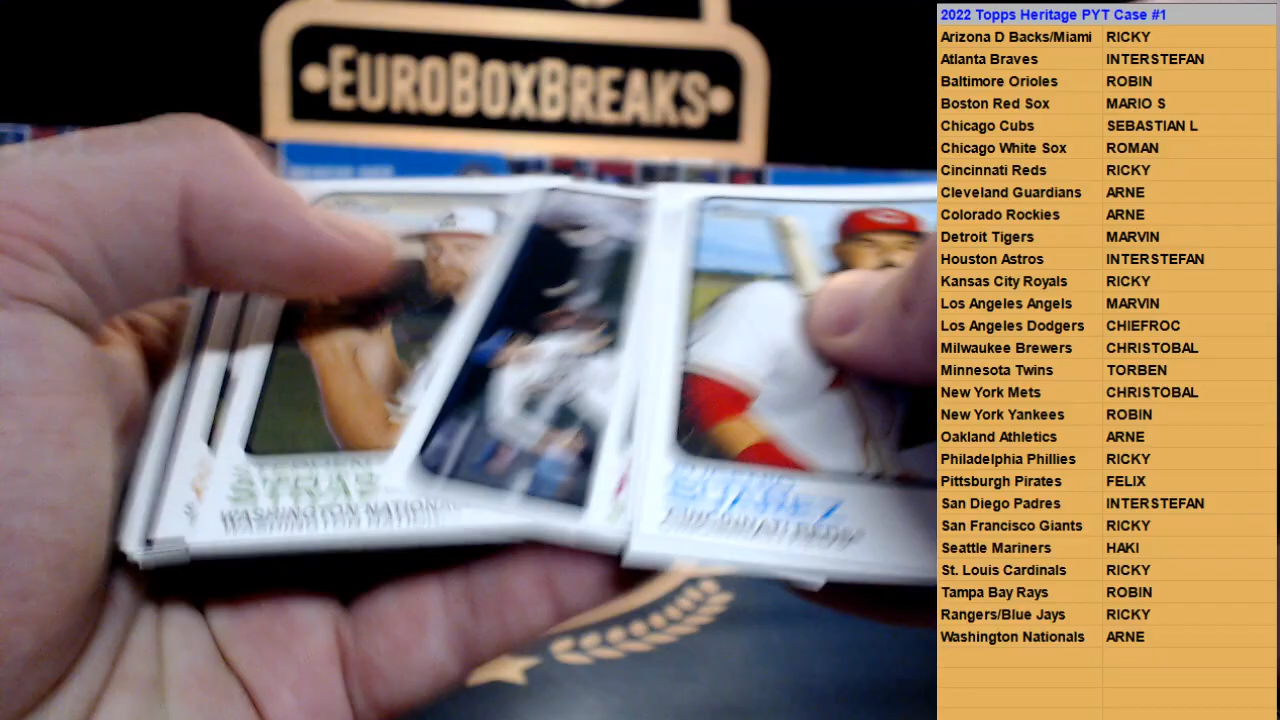 •EUROBOXBREAKS•
2022 Topps Heritage PYT Case #1
Arizona D Backs/Miami RICKY
Atlanta Braves INTERSTEFAN
Baltimore Orioles ROBIN
Boston Red Sox MARIO S
Chicago Cubs SEBASTIAN L
Chicago White Sox ROMAN
Cincinnati Reds RICKY
Cleveland Guardians ARNE
Colorado Rockies ARNE
Detroit Tigers MARVIN
Houston Astros INTERSTEFAN
Kansas City Royals RICKY
Los Angeles Angels MARVIN
Los Angeles Dodgers CHIEFROC
Milwaukee Brewers CHRISTOBAL
Minnesota Twins TORBEN
New York Mets CHRISTOBAL
New York Yankees ROBIN
Oakland Athletics ARNE
Philadelphia Phillies RICKY
Pittsburgh Pirates FELIX
San Diego Padres INTERSTEFAN
San Francisco Giants RICKY
Seattle Mariners HAKI
St. Louis Cardinals RICKY
Tampa Bay Rays ROBIN
Rangers/Blue Jays RICKY
Washington Nationals ARNE
WASHINGTON NATIONAL
CINCINNATI REDS